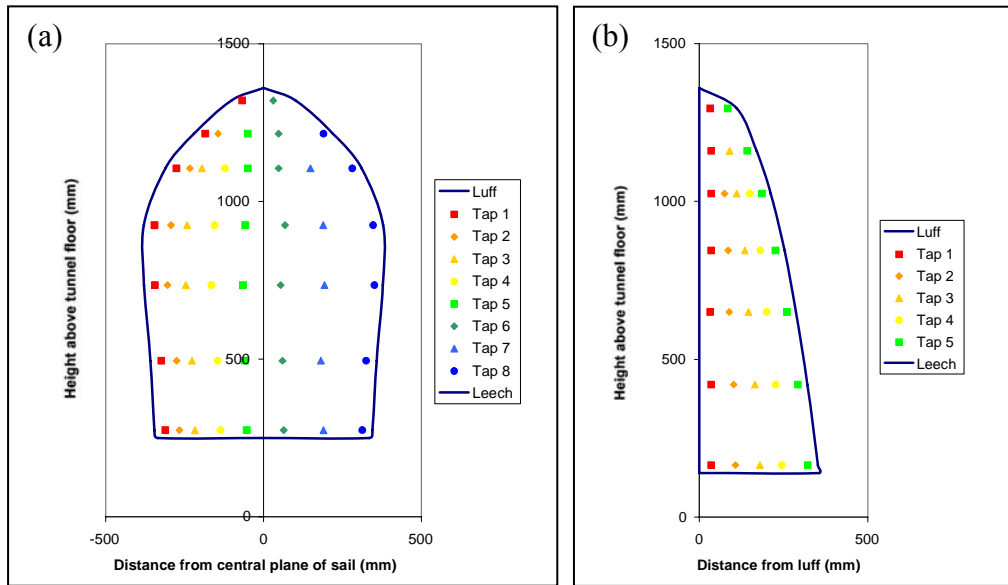 (a)
1500
1000
500
0
-500
0
500
Height above tunnel floor (mm)
Distance from central plane of sail (mm)
Luff
Tap 1
Tap 2
Tap 3
Tap 4
Tap 5
Tap 6
Tap 7
Tap 8
Leech
(b)
1500
1000
500
0
0
500
Height above tunnel floor (mm)
Distance from luff (mm)
Luff
Tap 1
Tap 2
Tap 3
Tap 4
Tap 5
Leech